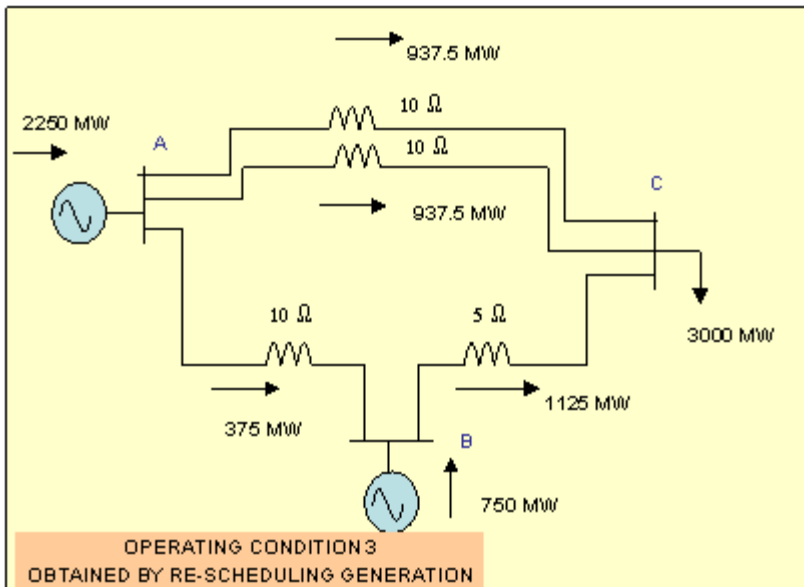 937.5 MW
10 Ω
2250 MW
A
10 Ω
C
937.5 MW
10 Ω
5 Ω
3000 MW
375 MW
1125 MW
B
750 MW
OPERATING CONDITION 3
OBTAINED BY RE-SCHEDULING GENERATION